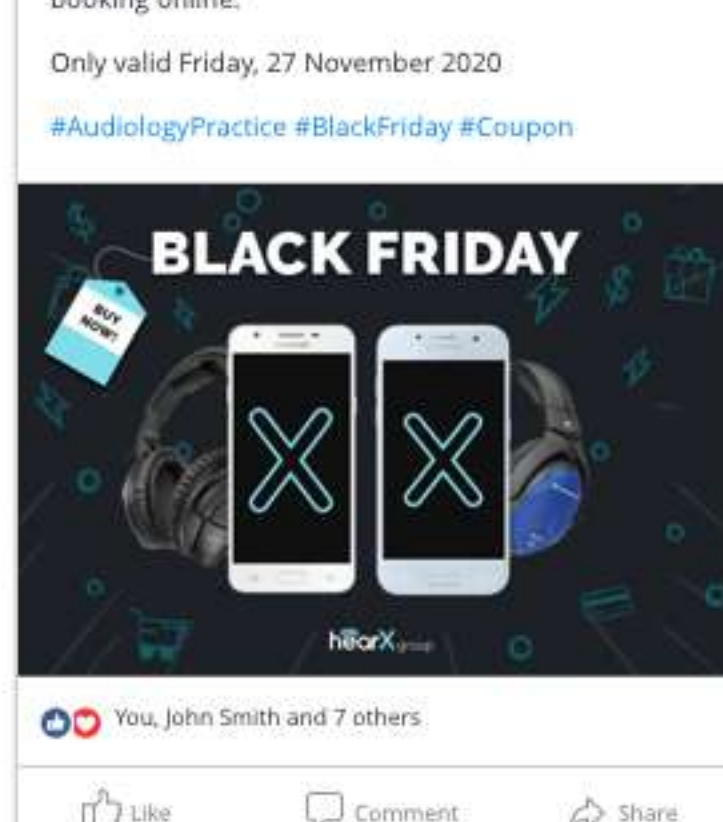 booking online.
Only valid Friday, 27 November 2020
#AudiologyPractice #BlackFriday #Coupon
BLACK FRIDAY
BUY
NOW!
X X
hearX group
You, John Smith and 7 others
Like Comment Share